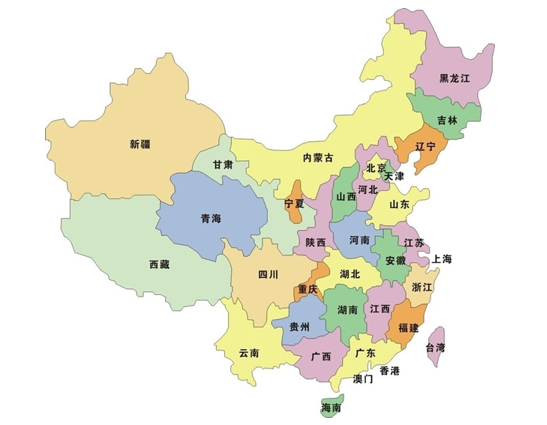 黑龙江
吉林
辽宁
新疆
内蒙古
甘肃
北京
天津
河北
宁夏
山西
山东
青海
陕西
河南
江苏
西藏
安徽
上海
四川
湖北
重庆
浙江
湖南
江西
贵州
福建
云南
广西
广东
台湾
香港
澳门
海南